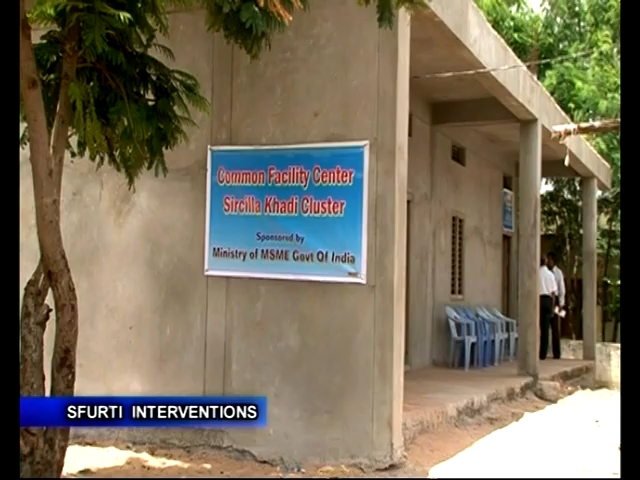 Common Facility Center
Sircilla Khadi Cluster
Sponsored by
Ministry of MSME Govt Of India
SFURTI INTERVENTIONS